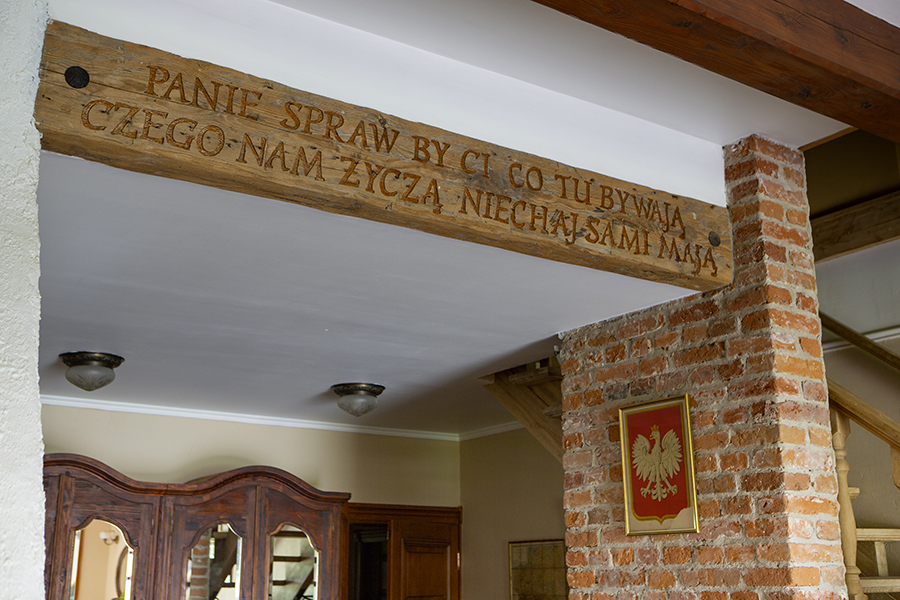 PANIE SPRAW BY CI CO TU BYWAJĄ
CZEGO NAM ŻYCZĄ NIECHAJ SAMI MAJĄ